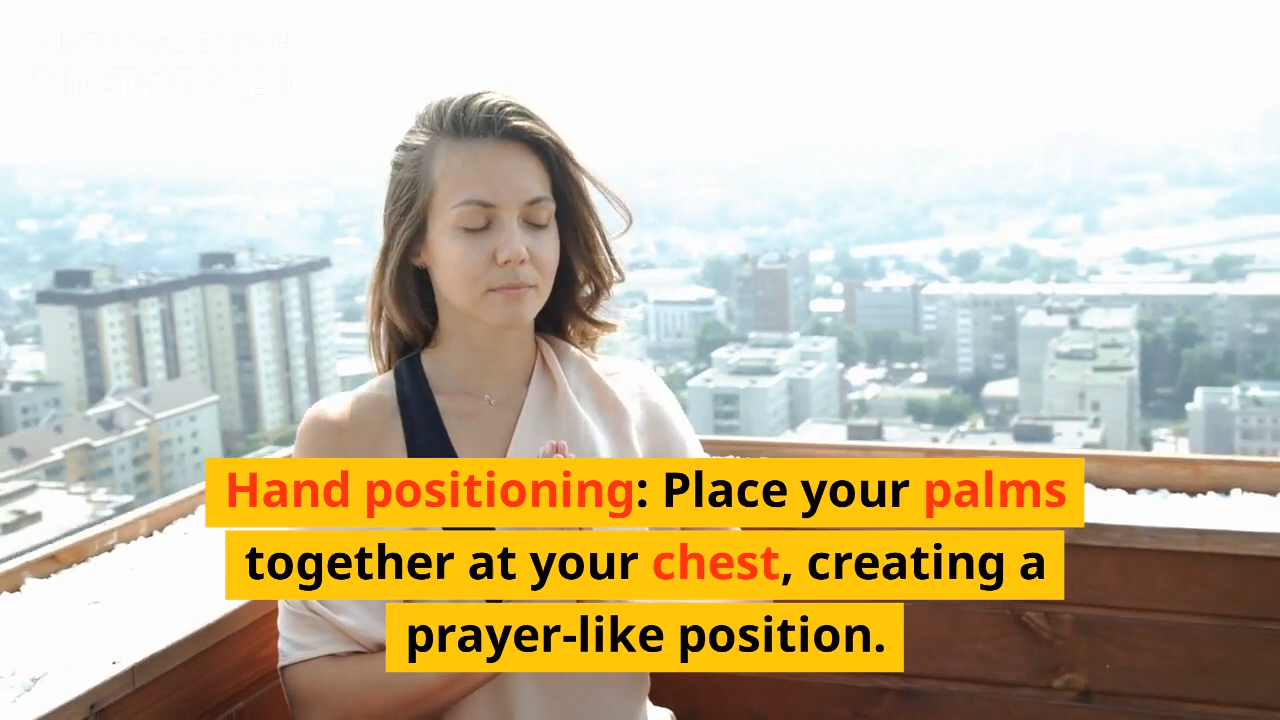 Hand positioning: Place your palms
together at your chest, creating a
prayer-like position.